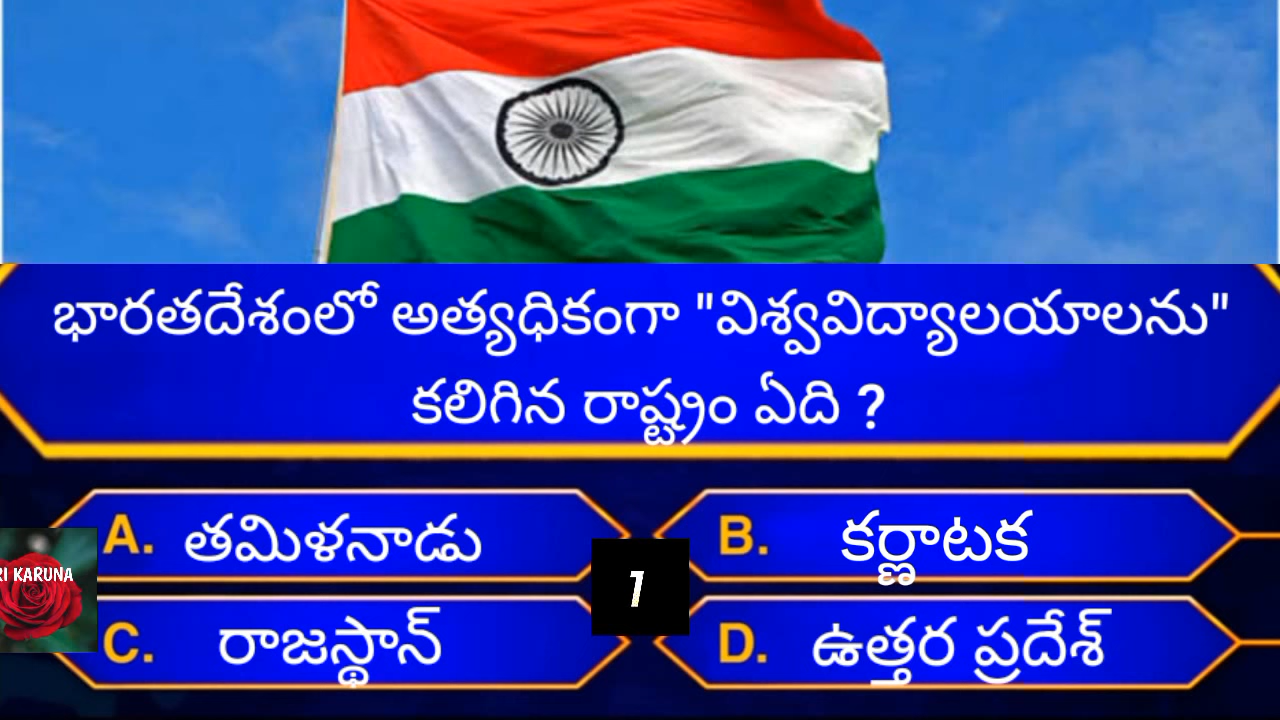 భారతదేశంలో అత్యధికంగా "విశ్వవిద్యాలయాలను"
కలిగిన రాష్ట్రం ఏది ?
A. తమిళనాడు
B. కర్ణాటక
C. రాజస్థాన్
D. ఉత్తర ప్రదేశ్
1
RI KARUNA